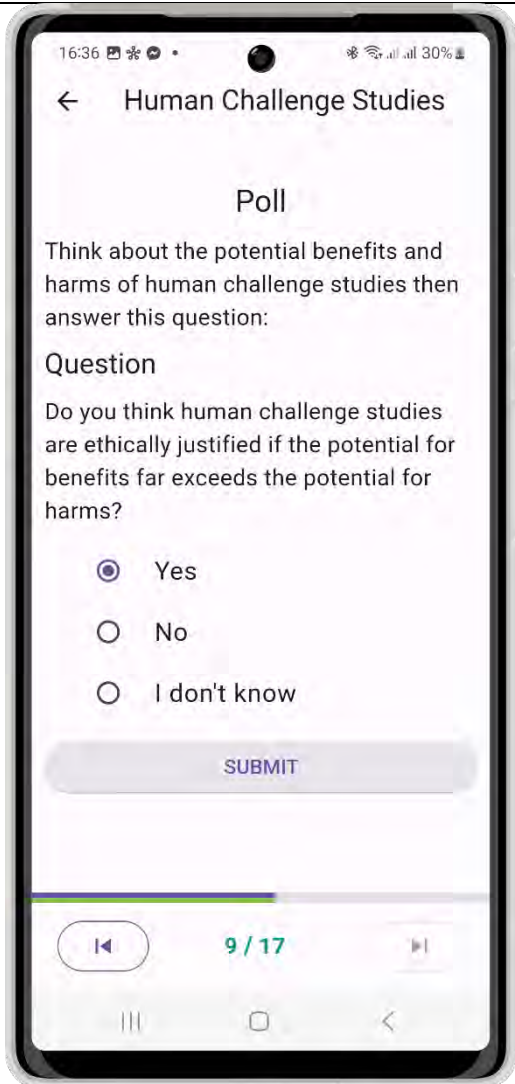 16:36
30%
Human Challenge Studies
Poll
Think about the potential benefits and
harms of human challenge studies then
answer this question:
Question
Do you think human challenge studies
are ethically justified if the potential for
benefits far exceeds the potential for
harms?
Yes
No
I don't know
SUBMIT
9 / 17